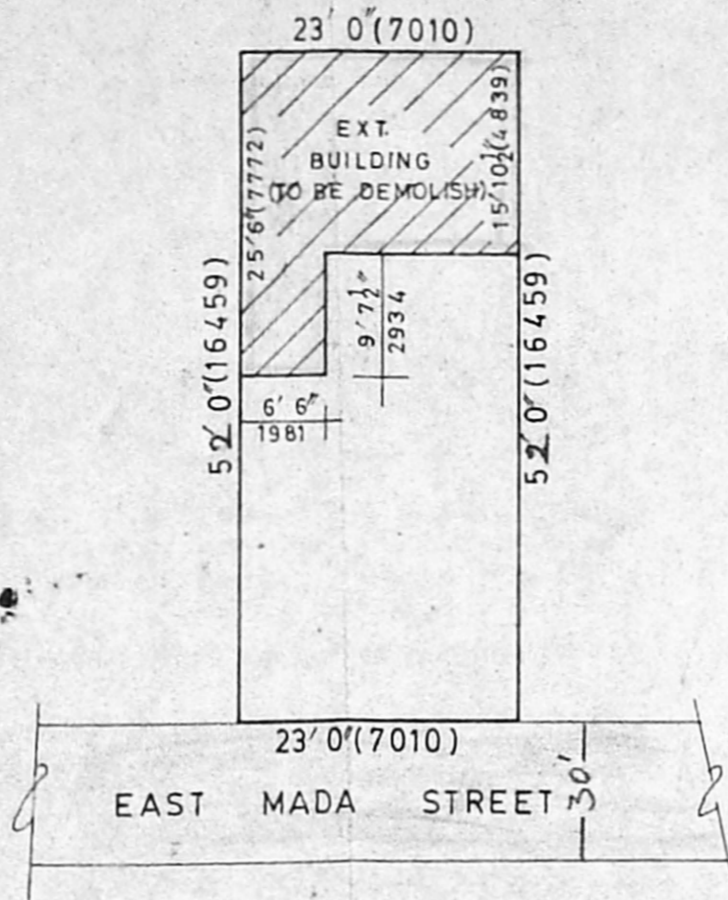 23' 0"(7010)
EXT.
BUILDING
(TO BE DEMOLISH)
25'6"(7772)
15'10½"(4839)
52'0"(16459)
9'7½"
2934
6' 6"
1981
52'0"(16459)
23'0"(7010)
EAST MADA STREET
30'